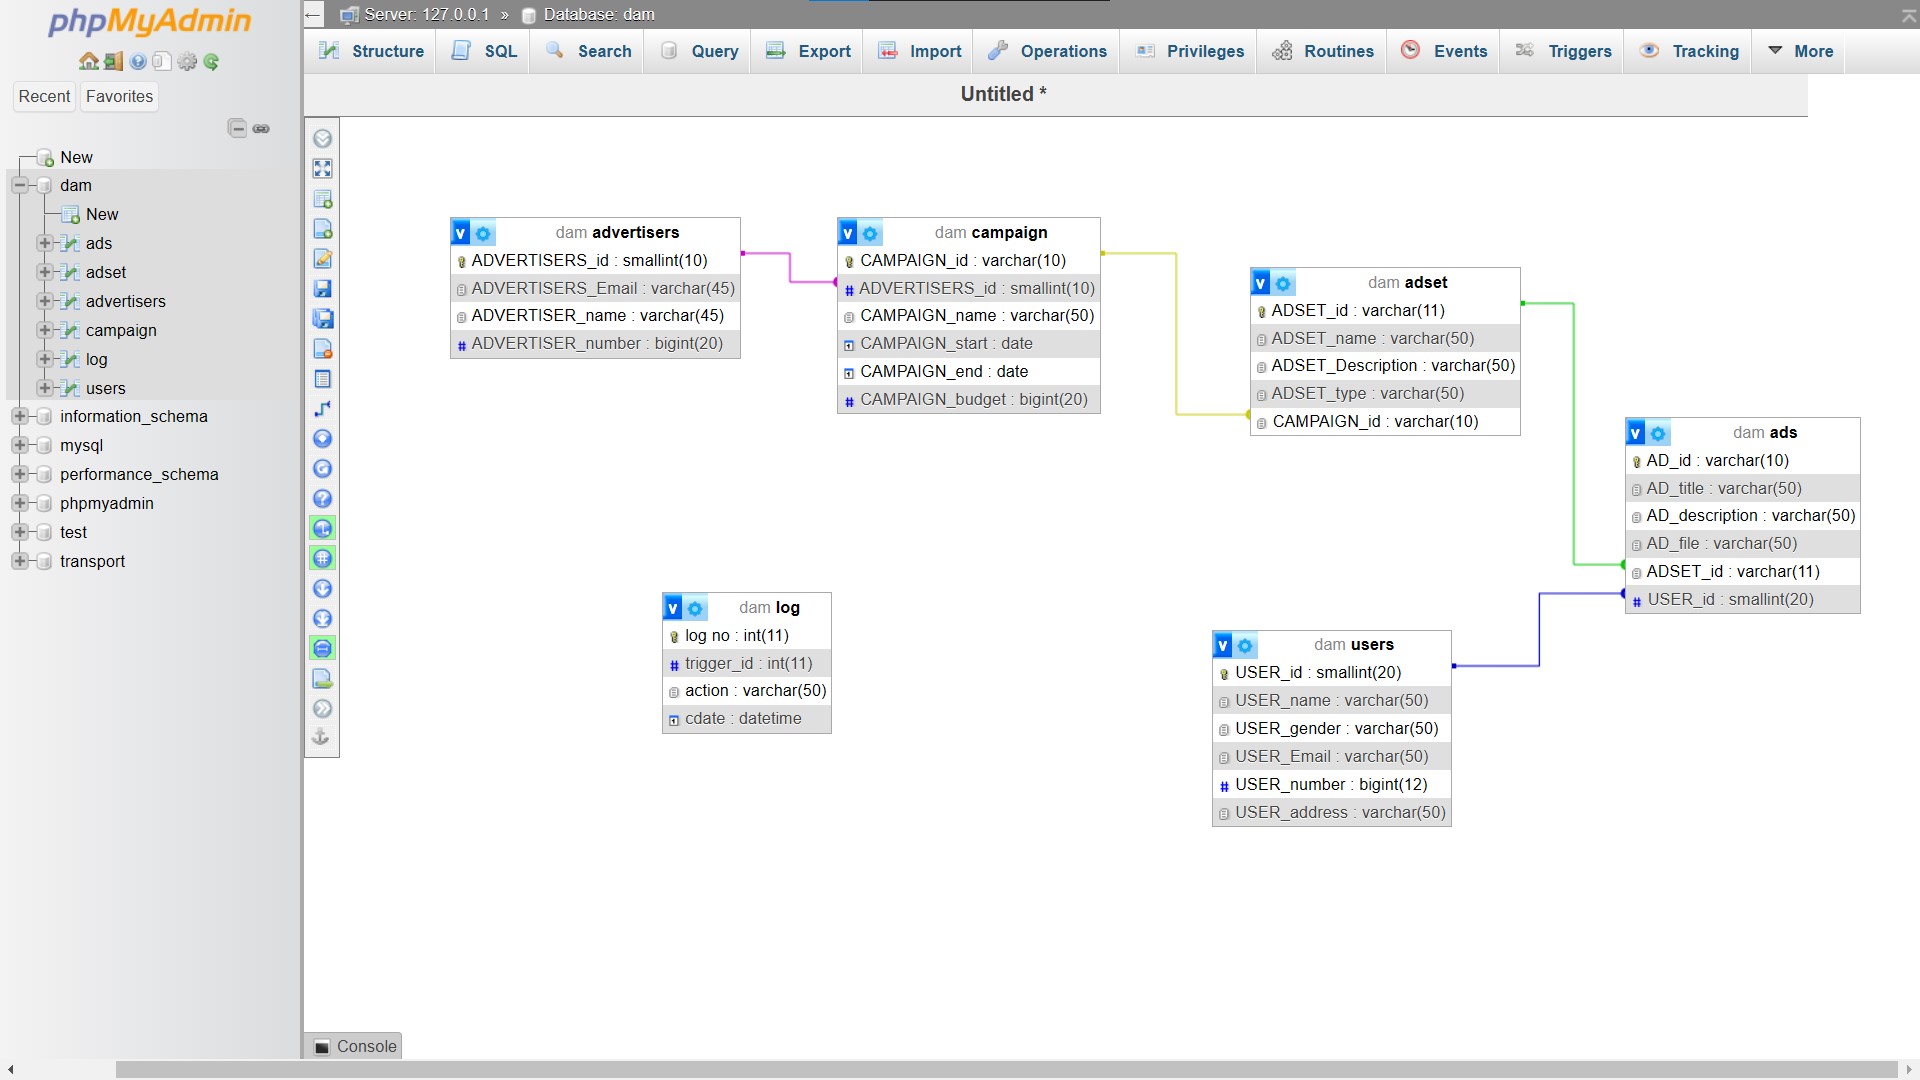 phpMyAdmin
Recent
Favorites
New
dam
New
ads
adset
advertisers
campaign
log
users
information_schema
mysql
performance_schema
phpmyadmin
test
transport
Server: 127.0.0.1 » Database: dam
Structure
SQL
Search
Query
Export
Import
Operations
Privileges
Routines
Events
Triggers
Tracking
More
Untitled *
v dam advertisers
ADVERTISERS_id : smallint(10)
ADVERTISERS_Email : varchar(45)
ADVERTISER_name : varchar(45)
# ADVERTISER_number : bigint(20)
v dam campaign
CAMPAIGN_id : varchar(10)
# ADVERTISERS_id : smallint(10)
CAMPAIGN_name : varchar(50)
CAMPAIGN_start : date
CAMPAIGN_end : date
# CAMPAIGN_budget : bigint(20)
v dam adset
ADSET_id : varchar(11)
ADSET_name : varchar(50)
ADSET_Description : varchar(50)
ADSET_type : varchar(50)
CAMPAIGN_id : varchar(10)
v dam ads
AD_id : varchar(10)
AD_title : varchar(50)
AD_description : varchar(50)
AD_file : varchar(50)
ADSET_id : varchar(11)
# USER_id : smallint(20)
v dam log
log no : int(11)
# trigger_id : int(11)
action : varchar(50)
cdate : datetime
v dam users
USER_id : smallint(20)
USER_name : varchar(50)
USER_gender : varchar(50)
USER_Email : varchar(50)
# USER_number : bigint(12)
USER_address : varchar(50)
Console